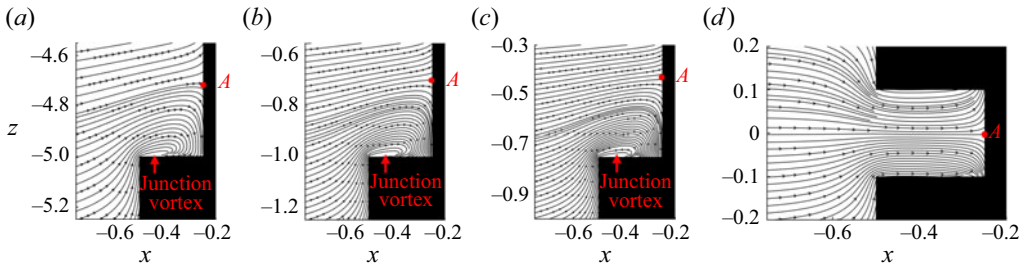 (a) (b) (c) (d)
−4.6 −0.6 −0.3 0.2
A A A
−4.8 −0.8 −0.5 0.1
z −5.0 −1.0 −0.7 0 A
Junction vortex Junction vortex Junction vortex
−5.2 −1.2 −0.9 −0.1
−0.2
−0.6 −0.4 −0.2 −0.6 −0.4 −0.2 −0.6 −0.4 −0.2 −0.6 −0.4 −0.2
x x x x